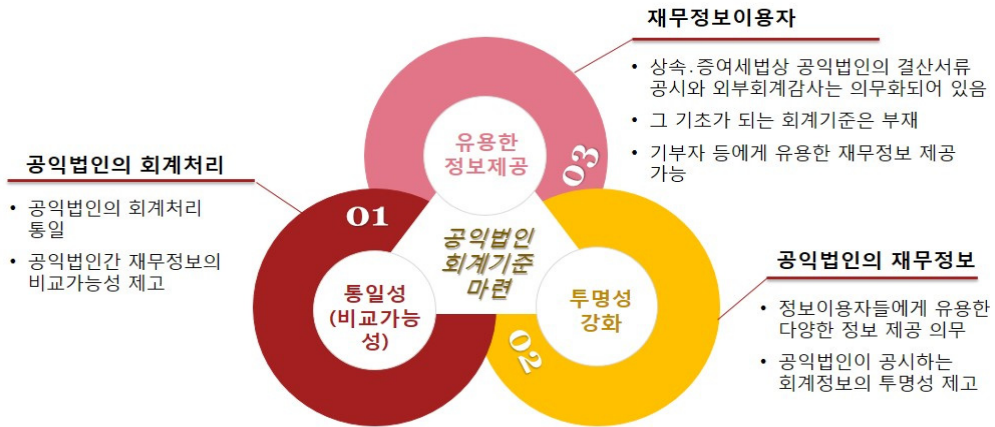 재무정보이용자
• 상속.증여세법상 공익법인의 결산서류
공시와 외부회계감사는 의무화되어 있음
• 그 기초가 되는 회계기준은 부재
• 기부자 등에게 유용한 재무정보 제공
가능
유용한
정보제공
03
공익법인의 회계처리
• 공익법인의 회계처리
통일
• 공익법인간 재무정보의
비교가능성 제고
01
통일성
(비교가능
성)
공익법인
회계기준
마련
투명성
강화
02
공익법인의 재무정보
• 정보이용자들에게 유용한
다양한 정보 제공 의무
• 공익법인이 공시하는
회계정보의 투명성 제고